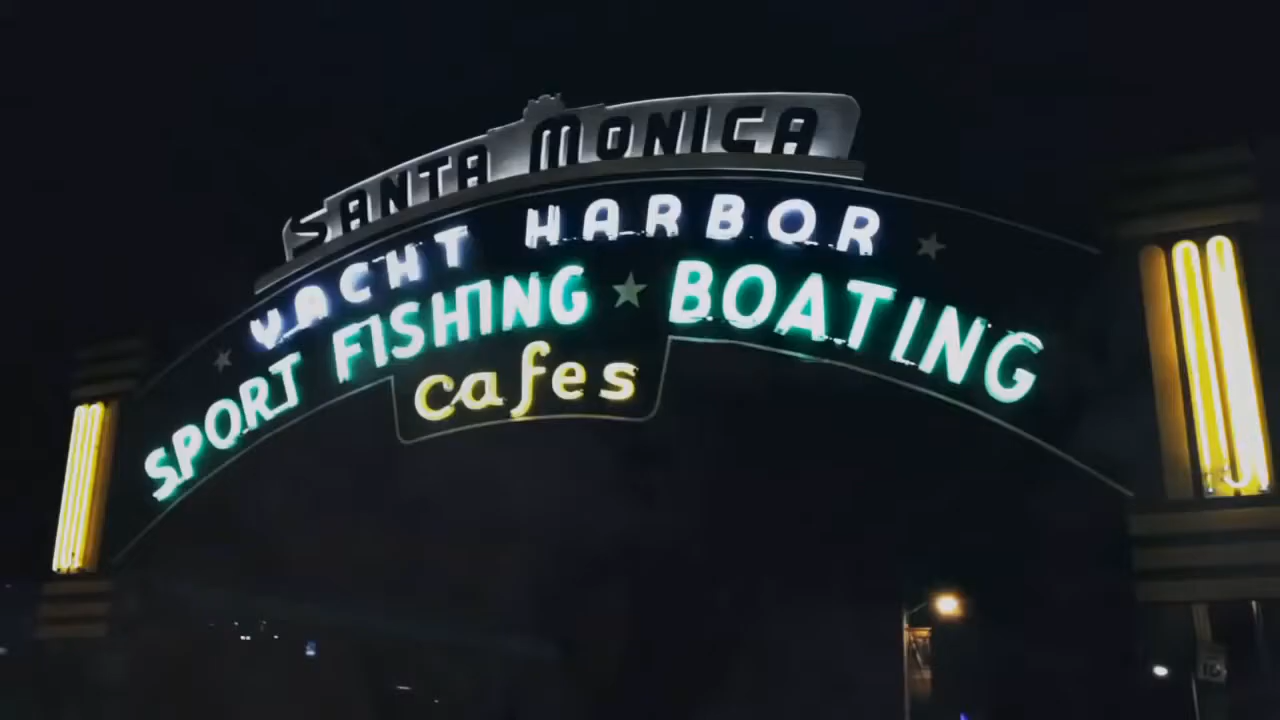 SANTA MONICA
YACHT HARBOR
SPORT FISHING BOATING
cafes